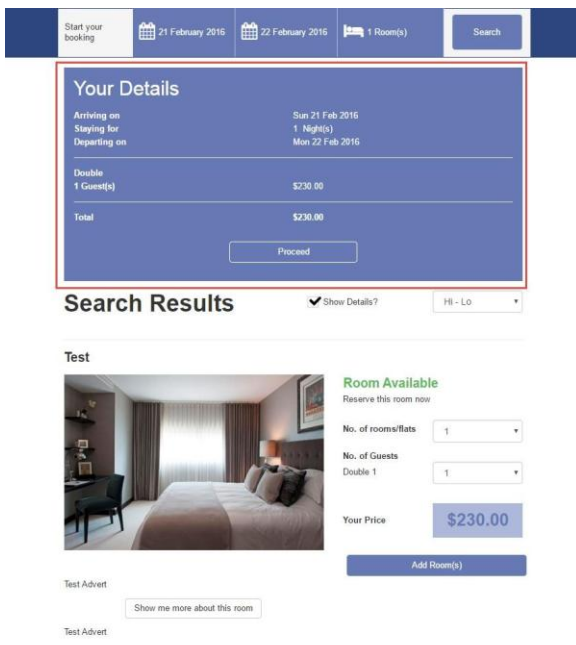 Start your
booking
21 February 2016
22 February 2016
1 Room(s)
Search
Your Details
Arriving on Sun 21 Feb 2016
Staying for 1 Night(s)
Departing on Mon 22 Feb 2016
Double
1 Guest(s) $230.00
Total $230.00
Proceed
Search Results
Show Details?
Hi - Lo
Test
Room Available
Reserve this room now
No. of rooms/flats 1
No. of Guests
Double 1 1
Your Price $230.00
Add Room(s)
Test Advert
Show me more about this room
Test Advert